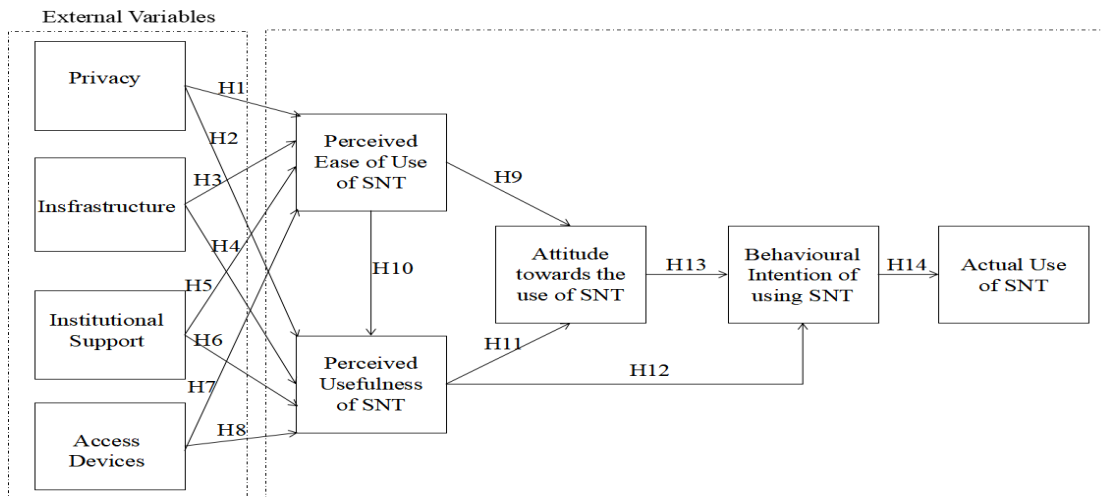 External Variables
Privacy
H1
H2
Perceived
Ease of Use
of SNT
H3
Insfrastructure
H9
H4
H10
Attitude
towards the
use of SNT
H13
Behavioural
Intention of
using SNT
H14
Actual Use
of SNT
H5
Institutional
Support
H6
H11
Perceived
Usefulness
of SNT
H12
H7
H8
Access
Devices